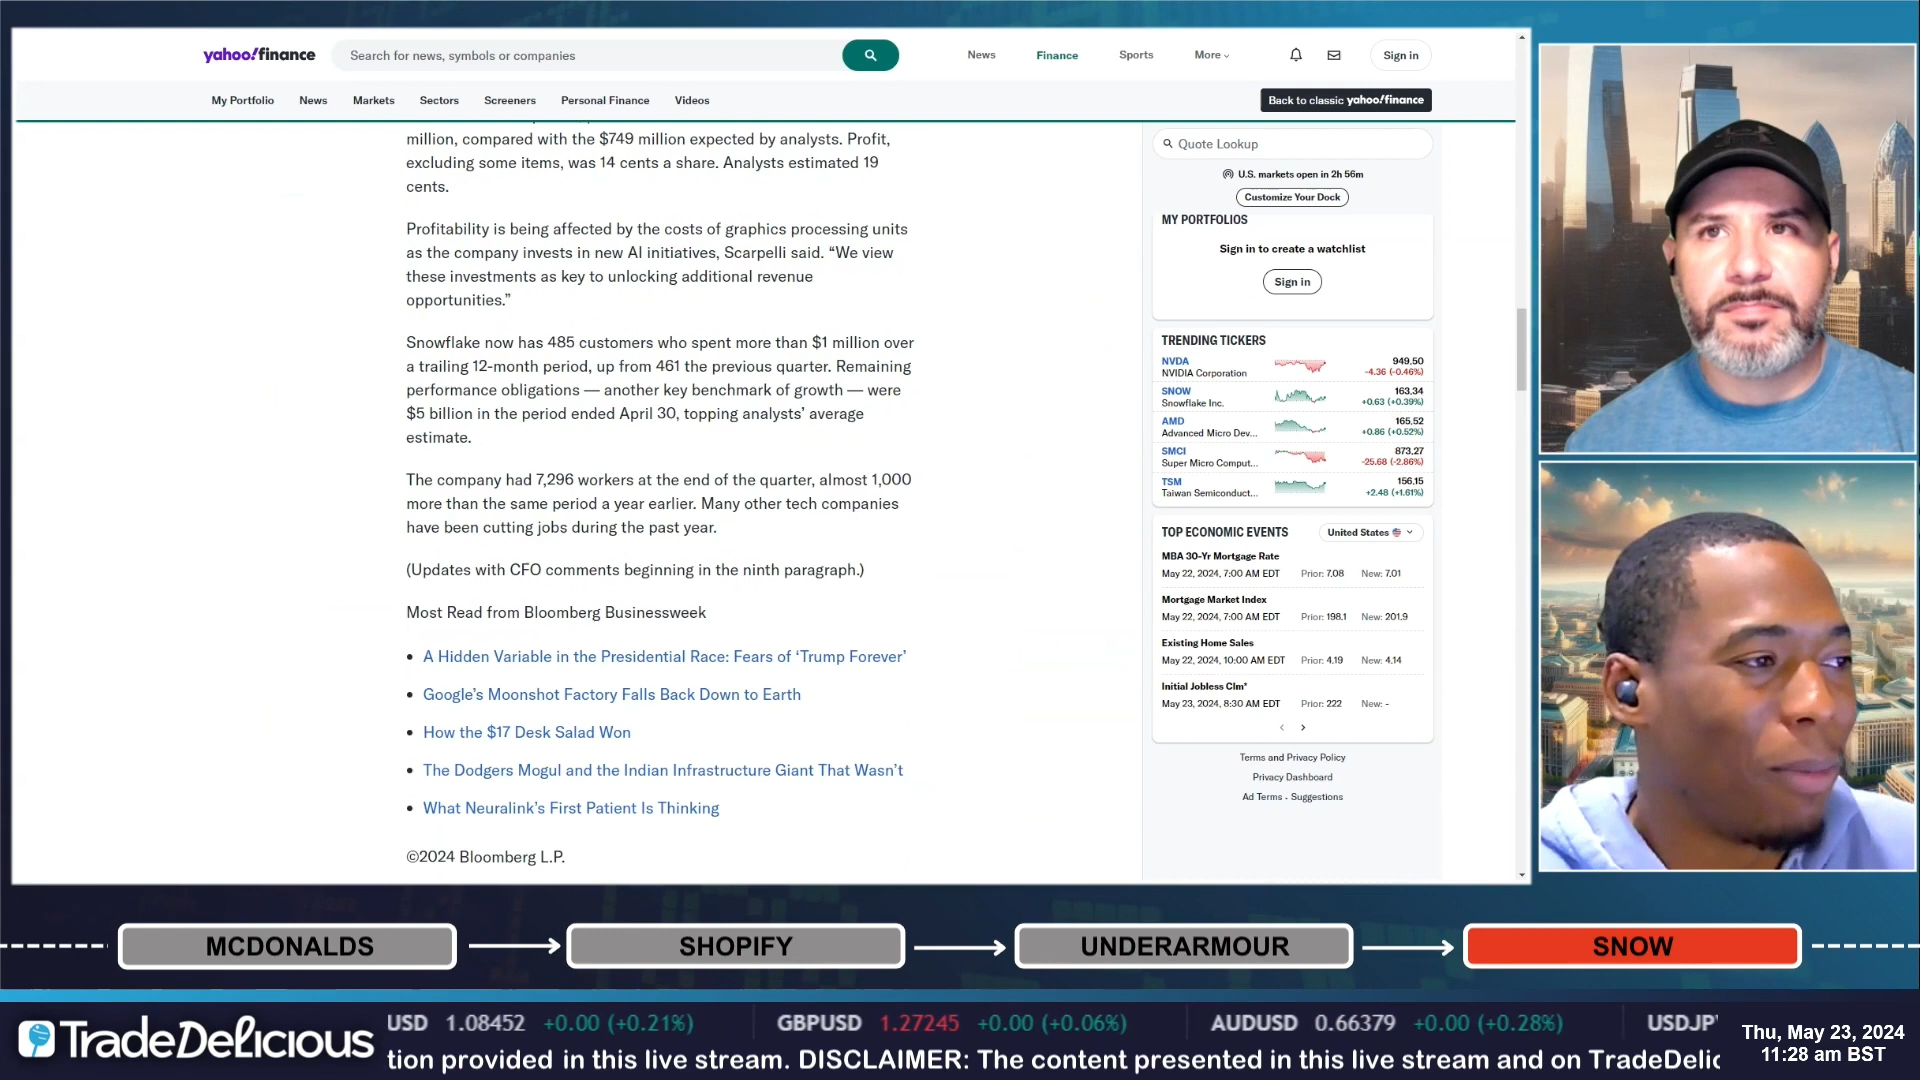 yahoo!finance
Search for news, symbols or companies
News
Finance
Sports
More
Sign in
My Portfolio
News
Markets
Sectors
Screeners
Personal Finance
Videos
Back to classic yahoo!finance
million, compared with the $749 million expected by analysts. Profit,
excluding some items, was 14 cents a share. Analysts estimated 19
cents.
Profitability is being affected by the costs of graphics processing units
as the company invests in new AI initiatives, Scarpelli said. “We view
these investments as key to unlocking additional revenue
opportunities.”
Snowflake now has 485 customers who spent more than $1 million over
a trailing 12-month period, up from 461 the previous quarter. Remaining
performance obligations — another key benchmark of growth — were
$5 billion in the period ended April 30, topping analysts’ average
estimate.
The company had 7,296 workers at the end of the quarter, almost 1,000
more than the same period a year earlier. Many other tech companies
have been cutting jobs during the past year.
(Updates with CFO comments beginning in the ninth paragraph.)
Most Read from Bloomberg Businessweek
• A Hidden Variable in the Presidential Race: Fears of ‘Trump Forever’
• Google’s Moonshot Factory Falls Back Down to Earth
• How the $17 Desk Salad Won
• The Dodgers Mogul and the Indian Infrastructure Giant That Wasn’t
• What Neuralink’s First Patient Is Thinking
©2024 Bloomberg L.P.
Quote Lookup
U.S. markets open in 2h 56m
Customize Your Dock
MY PORTFOLIOS
Sign in to create a watchlist
Sign in
TRENDING TICKERS
NVDA 949.50
NVIDIA Corporation -4.36 (-0.46%)
SNOW 163.34
Snowflake Inc. +0.63 (+0.39%)
AMD 165.52
Advanced Micro Dev... +0.86 (+0.52%)
SMCI 873.27
Super Micro Comput... -25.68 (-2.86%)
TSM 156.15
Taiwan Semiconduct... +2.48 (+1.61%)
TOP ECONOMIC EVENTS United States
MBA 30-Yr Mortgage Rate
May 22, 2024, 7:00 AM EDT Prior: 7.08 New: 7.01
Mortgage Market Index
May 22, 2024, 7:00 AM EDT Prior: 198.1 New: 201.9
Existing Home Sales
May 22, 2024, 10:00 AM EDT Prior: 4.19 New: 4.14
Initial Jobless Clm*
May 23, 2024, 8:30 AM EDT Prior: 222 New: -
Terms and Privacy Policy
Privacy Dashboard
Ad Terms • Suggestions
MCDONALDS
SHOPIFY
UNDERARMOUR
SNOW
TradeDelicious
USD 1.08452 +0.00 (+0.21%) GBPUSD 1.27245 +0.00 (+0.06%) AUDUSD 0.66379 +0.00 (+0.28%) USDJP
tion provided in this live stream. DISCLAIMER: The content presented in this live stream and on TradeDelic
Thu, May 23, 2024
11:28 am BST